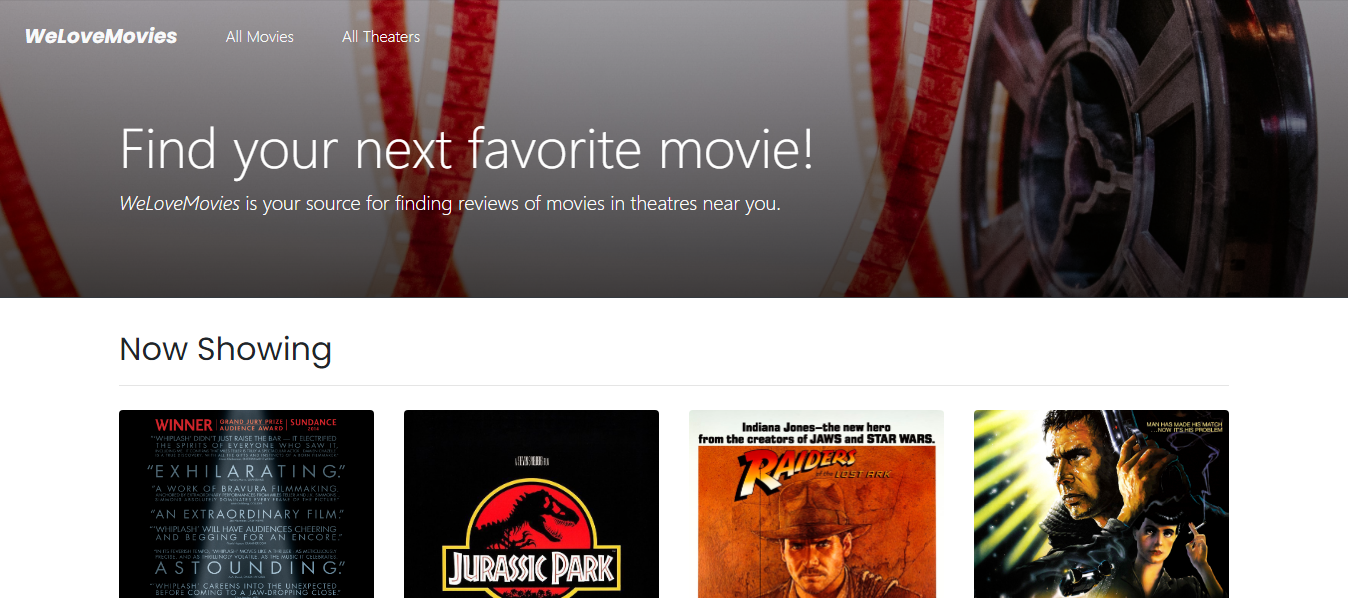 WeLoveMovies
All Movies
All Theaters
Find your next favorite movie!
WeLoveMovies is your source for finding reviews of movies in theatres near you.
Now Showing
WINNER GRAND JURY PRIZE SUNDANCE
AUDIENCE AWARD 2014
"'WHIPLASH' DIDN'T JUST RAISE THE BAR — IT ELECTRIFIED
THE SPIRITS OF EVERYONE WHO SAW IT.
"EXHILARATING."
"A WORK OF BRAVURA FILMMAKING.
"AN EXTRAORDINARY FILM."
"'WHIPLASH' WILL HAVE AUDIENCES CHEERING
AND BEGGING FOR AN ENCORE."
ASTOUNDING."
"'WHIPLASH' CAREENS INTO THE UNEXPECTED
BEFORE COMING TO A JAW-DROPPING CLOSE."
JURASSIC PARK
Indiana Jones—the new hero
from the creators of JAWS and STAR WARS.
RAIDERS
OF THE LOST ARK
MAN HAS MADE HIS MATCH
...NOW IT'S HIS PROBLEM